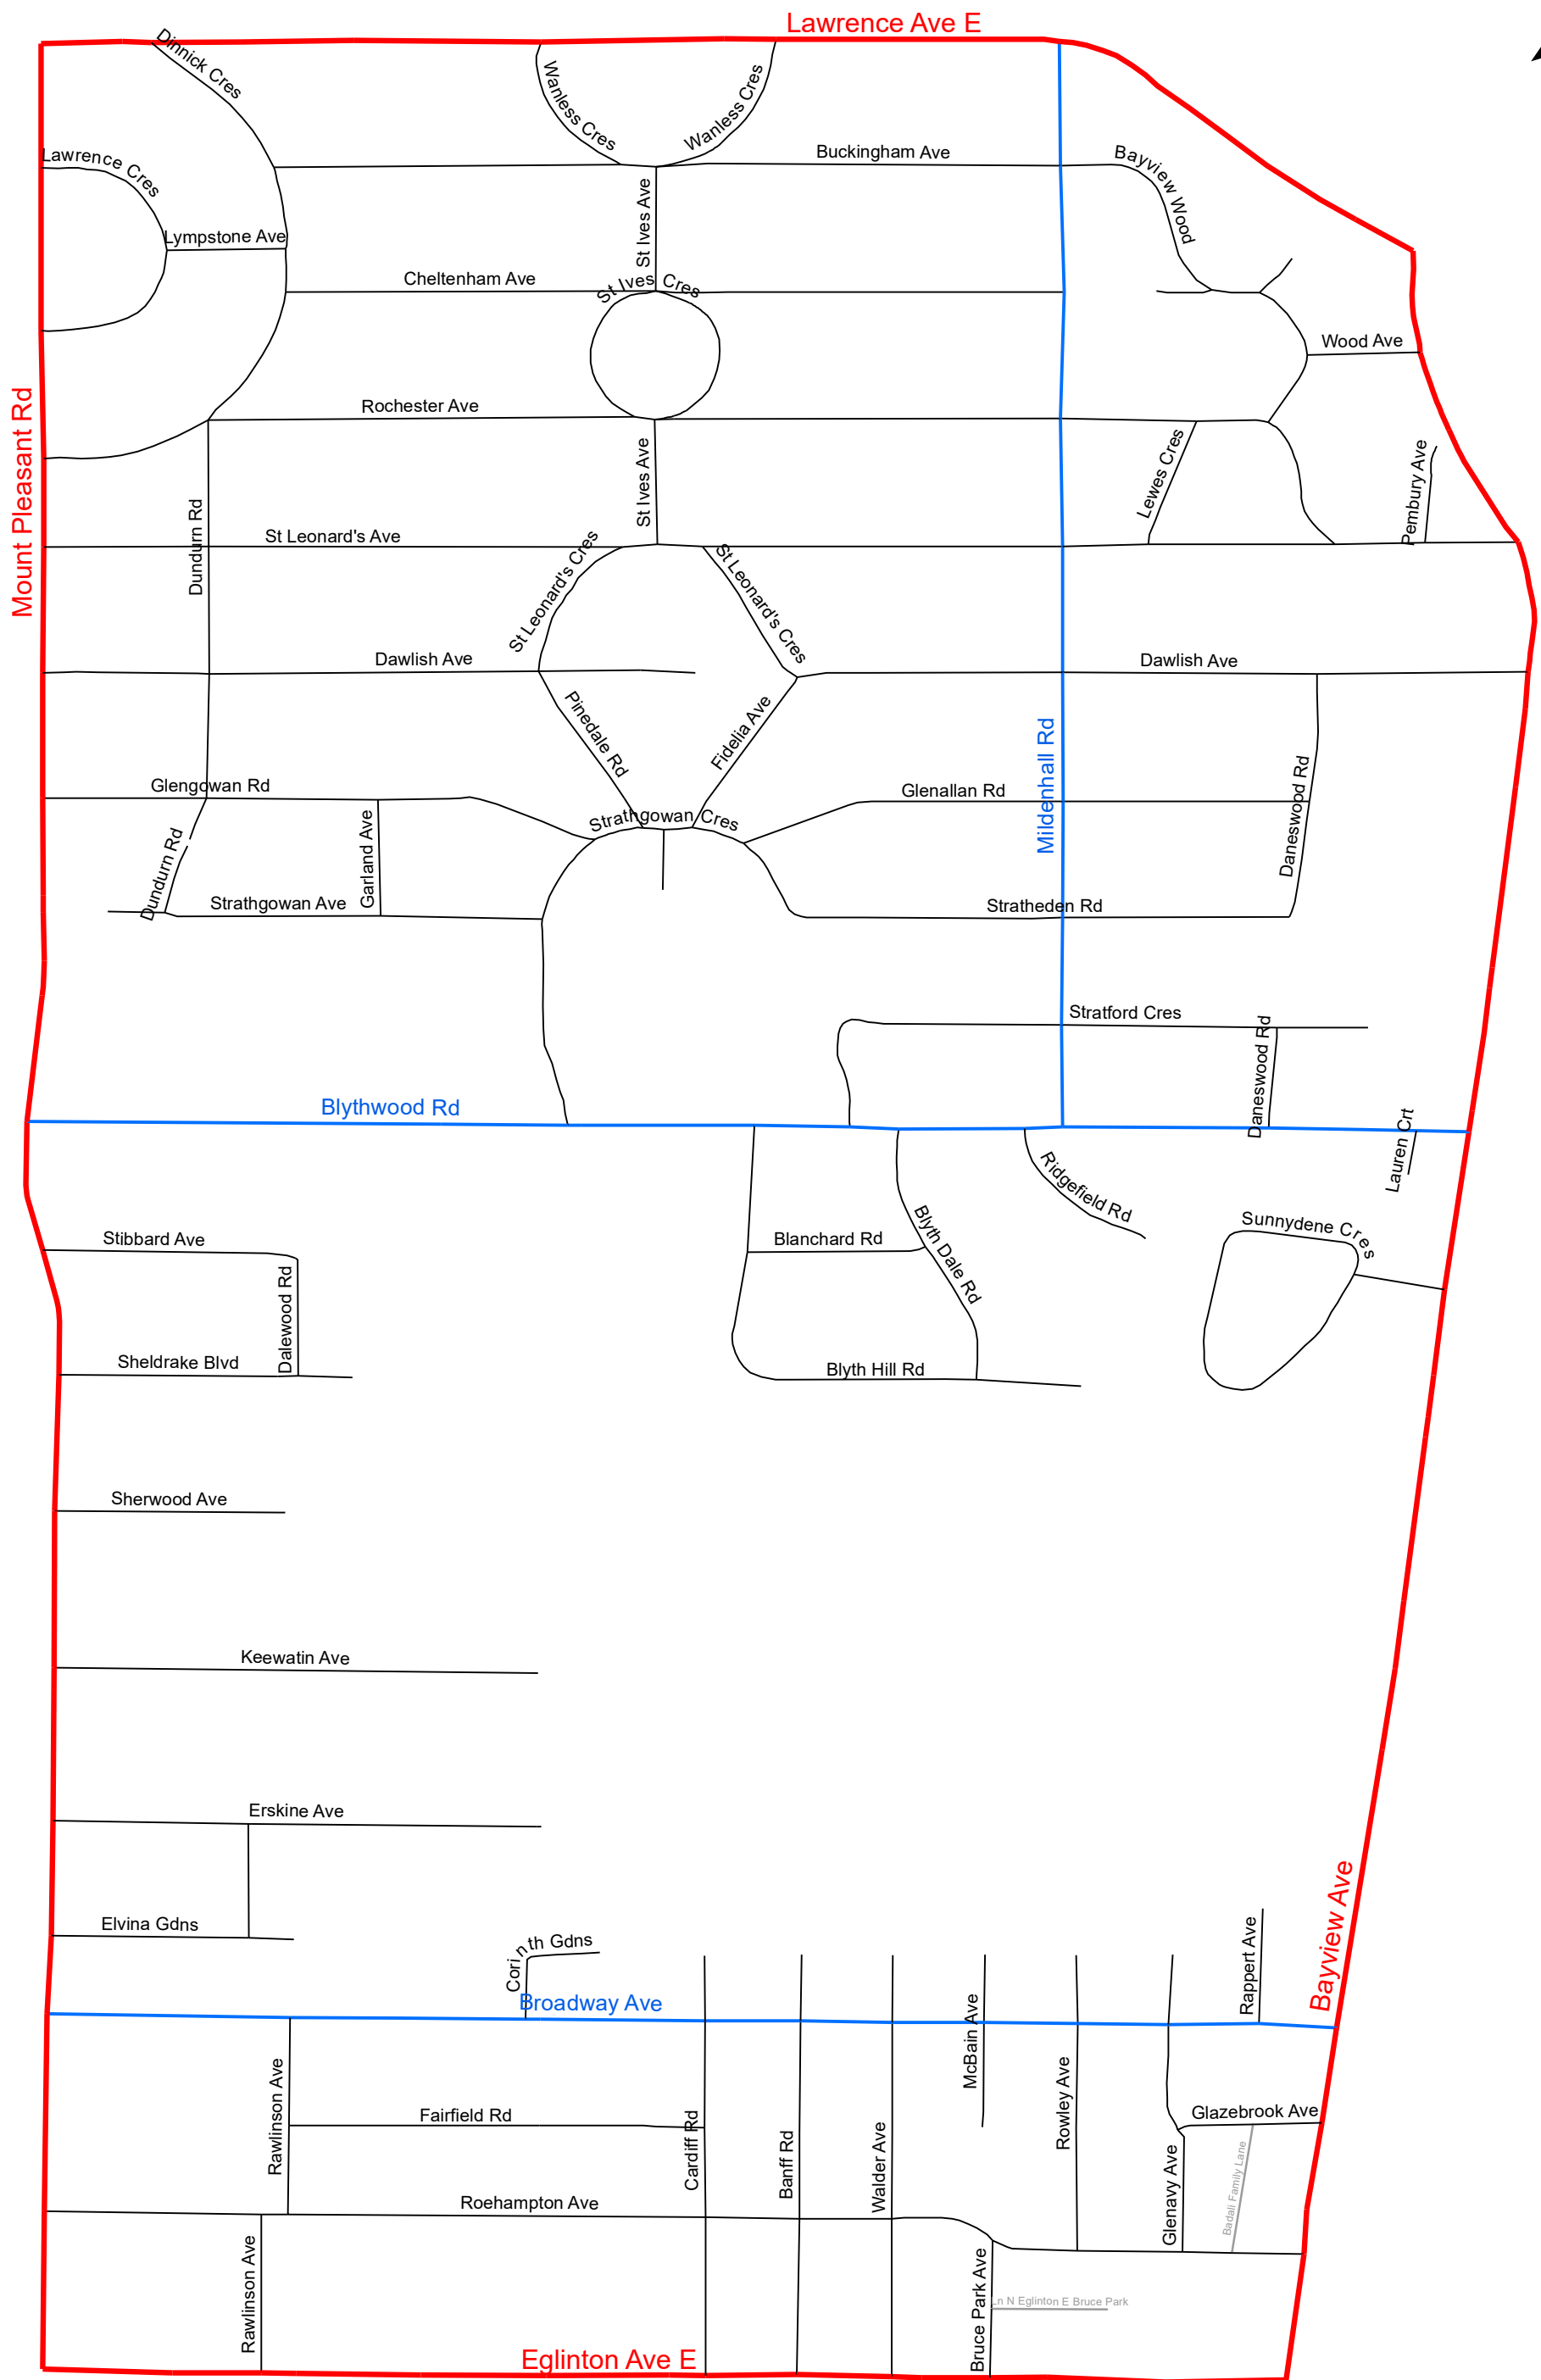 Lawrence Ave E
Dinnick Cres
Wanless Cres
Wanless Cres
Lawrence Cres
Buckingham Ave
Bayview Wood
Lympstone Ave
St Ives Ave
Cheltenham Ave
St Ives Cres
Wood Ave
Mount Pleasant Rd
Rochester Ave
St Ives Ave
Lewes Cres
Pembury Ave
Dundurn Rd
St Leonard's Ave
St Leonard's Cres
St Leonard's Cres
Dawlish Ave
Dawlish Ave
Pinedale Rd
Fidelia Ave
Mildenhall Rd
Daneswood Rd
Glengowan Rd
Glenallan Rd
Strathgowan Cres
Garland Ave
Dundurn Rd
Strathgowan Ave
Stratheden Rd
Stratford Cres
Daneswood Rd
Blythwood Rd
Lauren Crt
Ridgefield Rd
Stibbard Ave
Blanchard Rd
Blyth Dale Rd
Sunnydene Cres
Dalewood Rd
Sheldrake Blvd
Blyth Hill Rd
Sherwood Ave
Keewatin Ave
Erskine Ave
Bayview Ave
Elvina Gdns
Corinth Gdns
Rappert Ave
Broadway Ave
McBain Ave
Rawlinson Ave
Fairfield Rd
Cardiff Rd
Banff Rd
Walder Ave
Rowley Ave
Glazebrook Ave
Glenavy Ave
Badali Family Lane
Roehampton Ave
Rawlinson Ave
Bruce Park Ave
Ln N Eglinton E Bruce Park
Eglinton Ave E